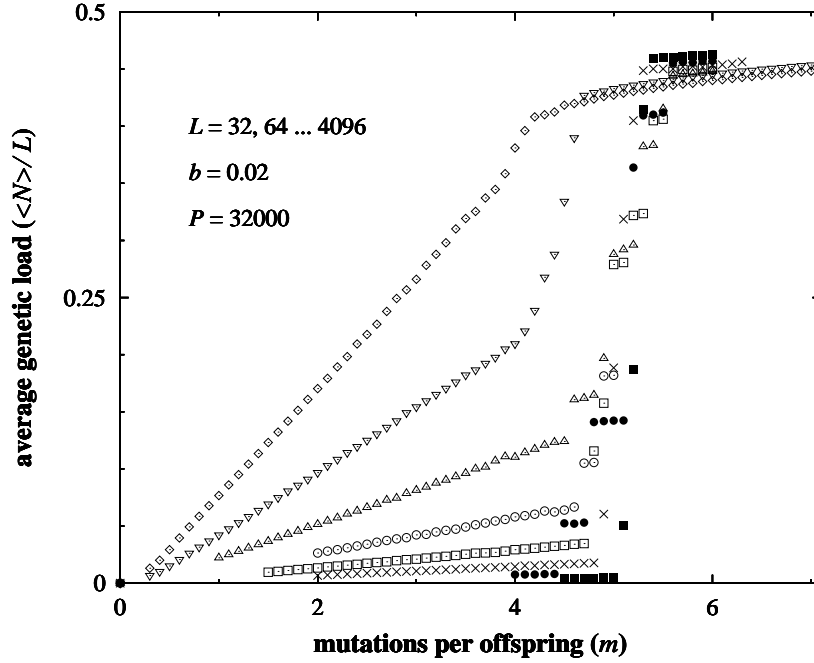 0.5
L = 32, 64 ... 4096
b = 0.02
P = 32000
0.25
0
0 2 4 6
average genetic load (<N>/L)
mutations per offspring (m)